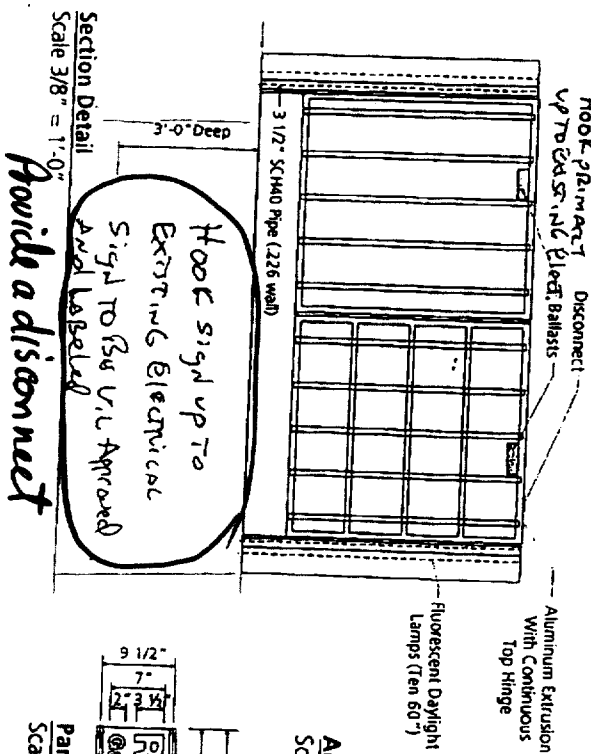 HOOK PRIMARY
UP TO EXISTING Elect.
Disconnect
Ballasts
Aluminum Extrusion
With Continuous
Top Hinge
Fluorescent Daylight
Lamps (Ten 60")
3 1/2" SCH40 Pipe (.226 wall)
3'-0" Deep
HOOK SIGN UP TO
EXISTING ElECTRICAL
SIGN TO BE U.L Approved
AND LABELED
Section Detail
Scale 3/8" = 1'-0"
Provide a disconnect
9 1/2"
7"
2" 3 1/2"